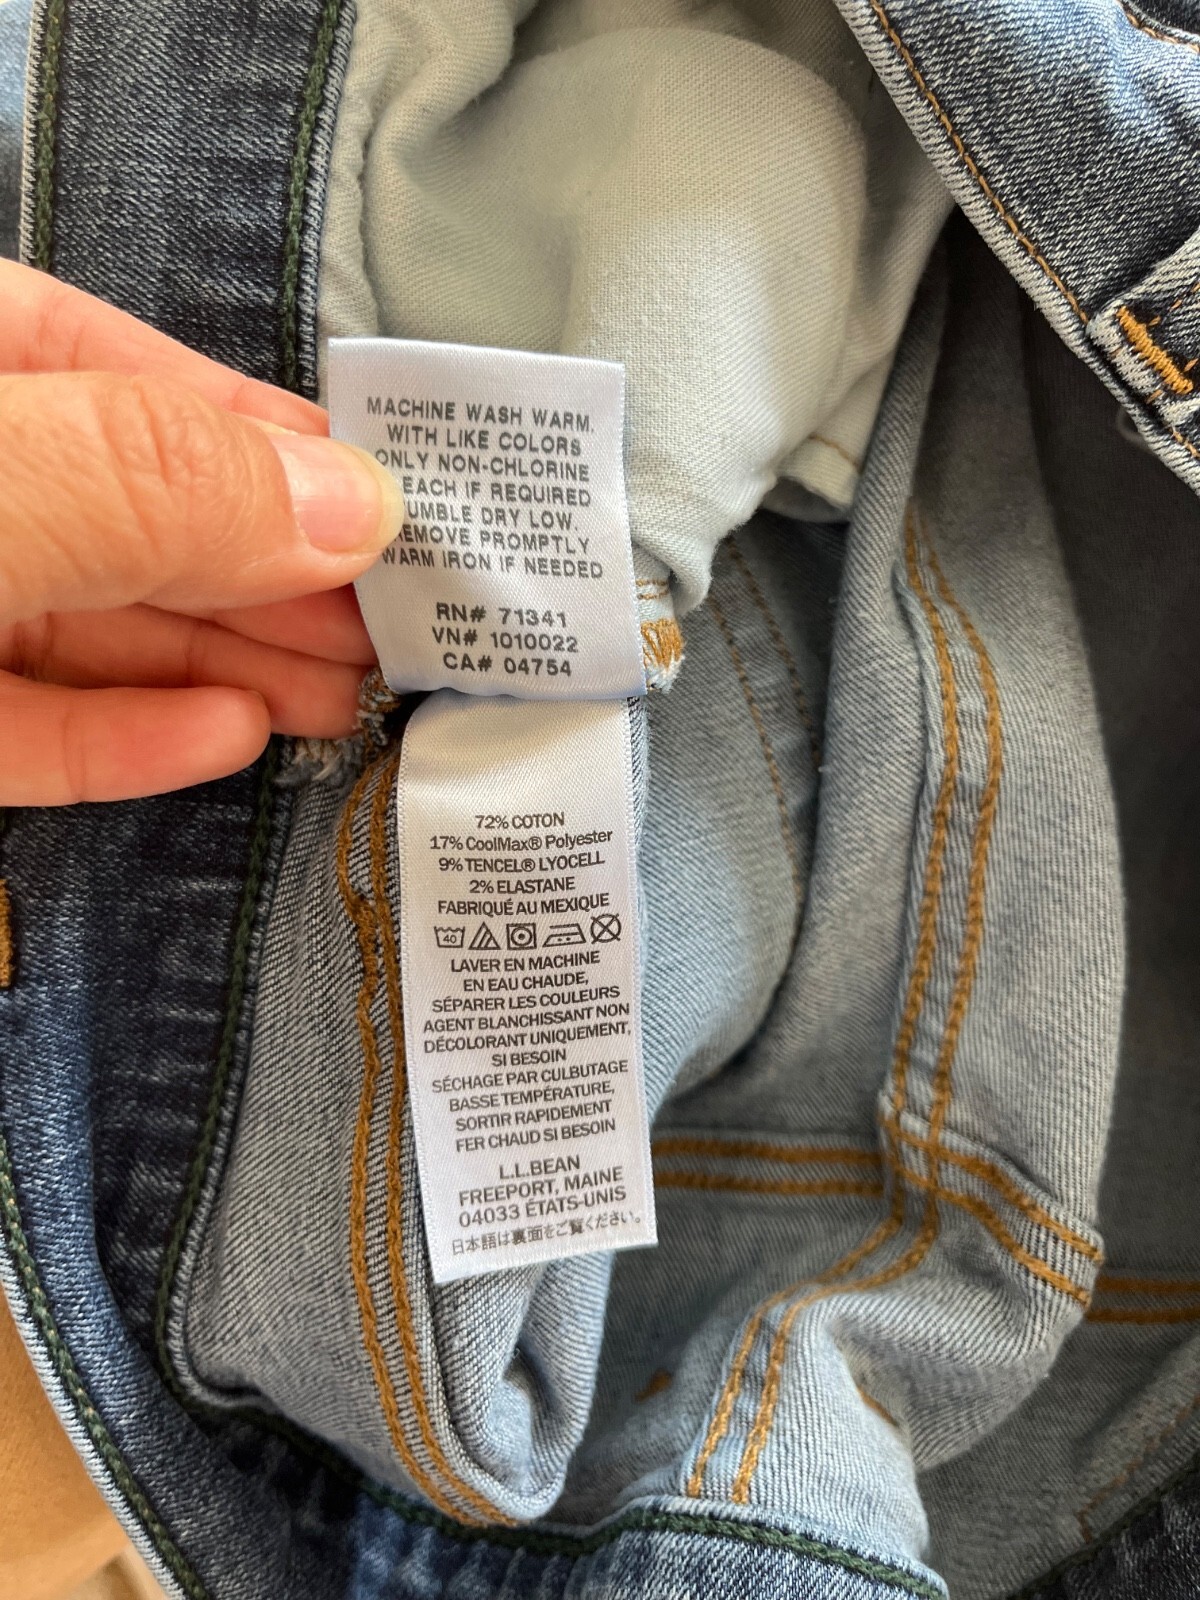 MACHINE WASH WARM,
WITH LIKE COLORS
ONLY NON-CHLORINE
EACH IF REQUIRED
UMBLE DRY LOW.
REMOVE PROMPTLY
WARM IRON IF NEEDED
RN# 71341
VN# 1010022
CA# 04754
72% COTON
17% CoolMax® Polyester
9% TENCEL® LYOCELL
2% ELASTANE
FABRIQUÉ AU MEXIQUE
40
LAVER EN MACHINE
EN EAU CHAUDE,
SÉPARER LES COULEURS
AGENT BLANCHISSANT NON
DÉCOLORANT UNIQUEMENT,
SI BESOIN
SÉCHAGE PAR CULBUTAGE
BASSE TEMPÉRATURE,
SORTIR RAPIDEMENT
FER CHAUD SI BESOIN
L.L.BEAN
FREEPORT, MAINE
04033 ÉTATS-UNIS
日本語は裏面をご覧ください。